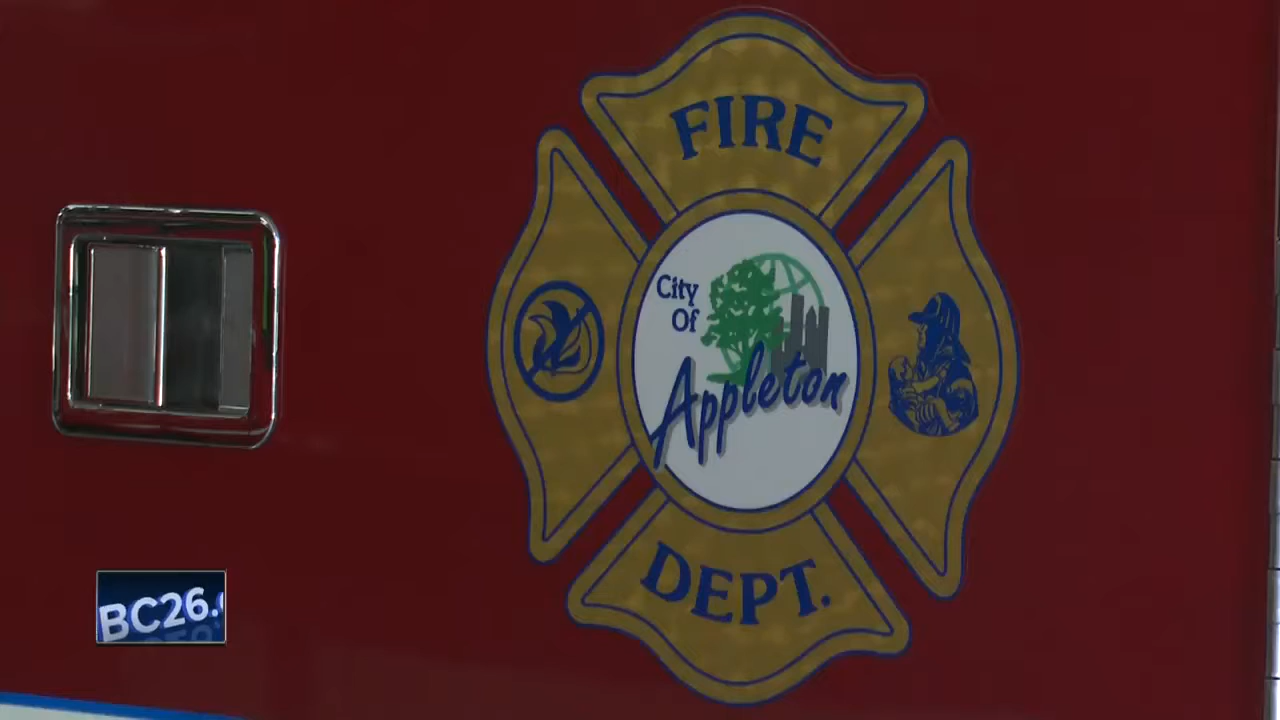 FIRE
City
Of
Appleton
DEPT.
BC26.